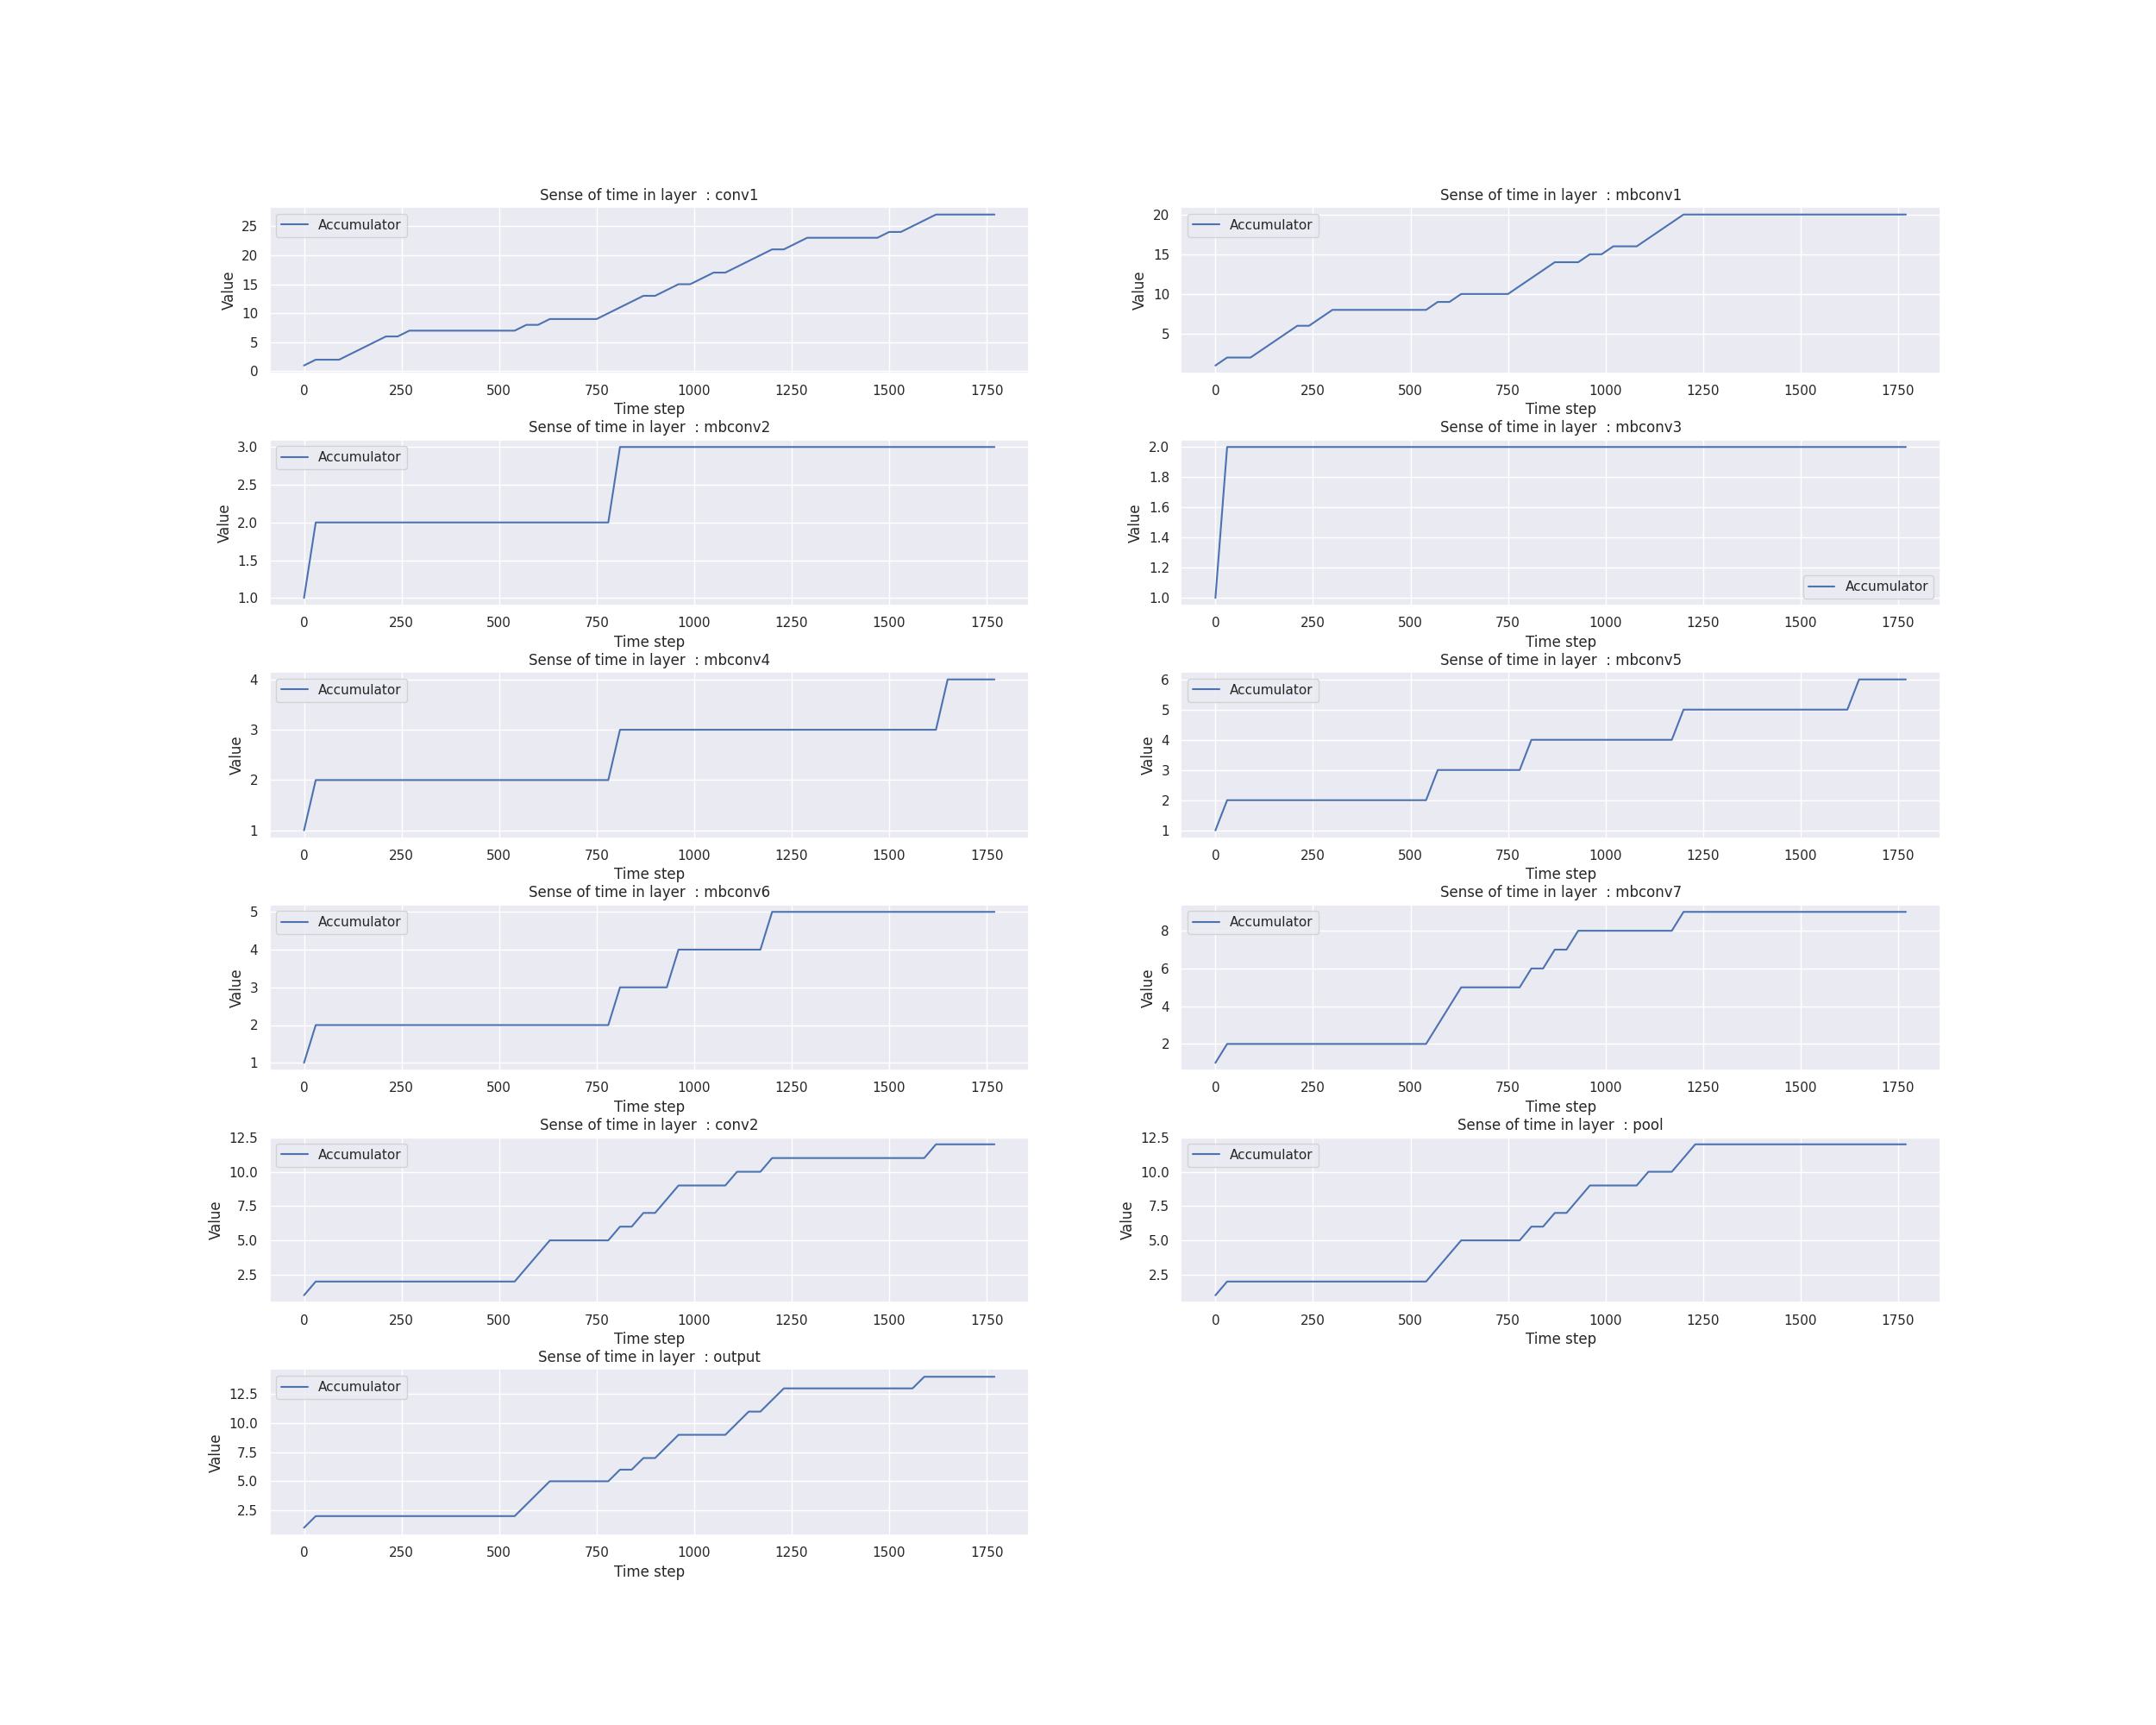 Sense of time in layer  : conv1
Accumulator
Value
25
20
15
10
5
0
0 250 500 750 1000 1250 1500 1750
Time step
Sense of time in layer  : mbconv1
Accumulator
Value
20
15
10
5
0 250 500 750 1000 1250 1500 1750
Time step
Sense of time in layer  : mbconv2
Accumulator
Value
3.0
2.5
2.0
1.5
1.0
0 250 500 750 1000 1250 1500 1750
Time step
Sense of time in layer  : mbconv3
Value
2.0
1.8
1.6
1.4
1.2
1.0
Accumulator
0 250 500 750 1000 1250 1500 1750
Time step
Sense of time in layer  : mbconv4
Accumulator
Value
4
3
2
1
0 250 500 750 1000 1250 1500 1750
Time step
Sense of time in layer  : mbconv5
Accumulator
Value
6
5
4
3
2
1
0 250 500 750 1000 1250 1500 1750
Time step
Sense of time in layer  : mbconv6
Accumulator
Value
5
4
3
2
1
0 250 500 750 1000 1250 1500 1750
Time step
Sense of time in layer  : mbconv7
Accumulator
Value
8
6
4
2
0 250 500 750 1000 1250 1500 1750
Time step
Sense of time in layer  : conv2
Accumulator
Value
12.5
10.0
7.5
5.0
2.5
0 250 500 750 1000 1250 1500 1750
Time step
Sense of time in layer  : pool
Accumulator
Value
12.5
10.0
7.5
5.0
2.5
0 250 500 750 1000 1250 1500 1750
Time step
Sense of time in layer  : output
Accumulator
Value
12.5
10.0
7.5
5.0
2.5
0 250 500 750 1000 1250 1500 1750
Time step